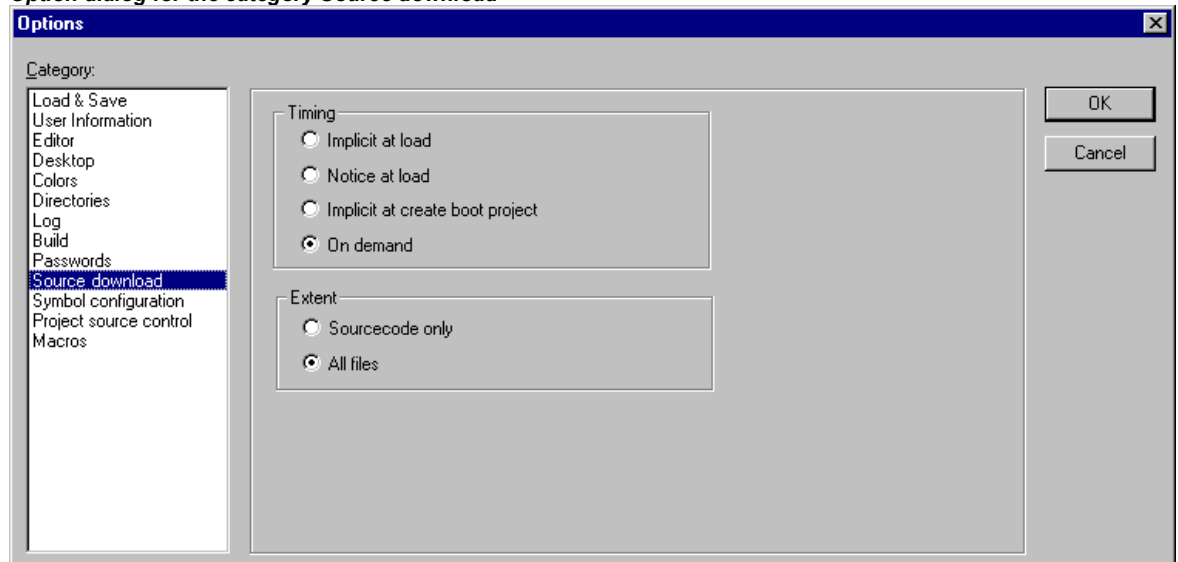 Option dialog for the category Source download
Options
Category:
Load & Save
User Information
Editor
Desktop
Colors
Directories
Log
Build
Passwords
Source download
Symbol configuration
Project source control
Macros
Timing
Implicit at load
Notice at load
Implicit at create boot project
On demand
Extent
Sourcecode only
All files
OK
Cancel